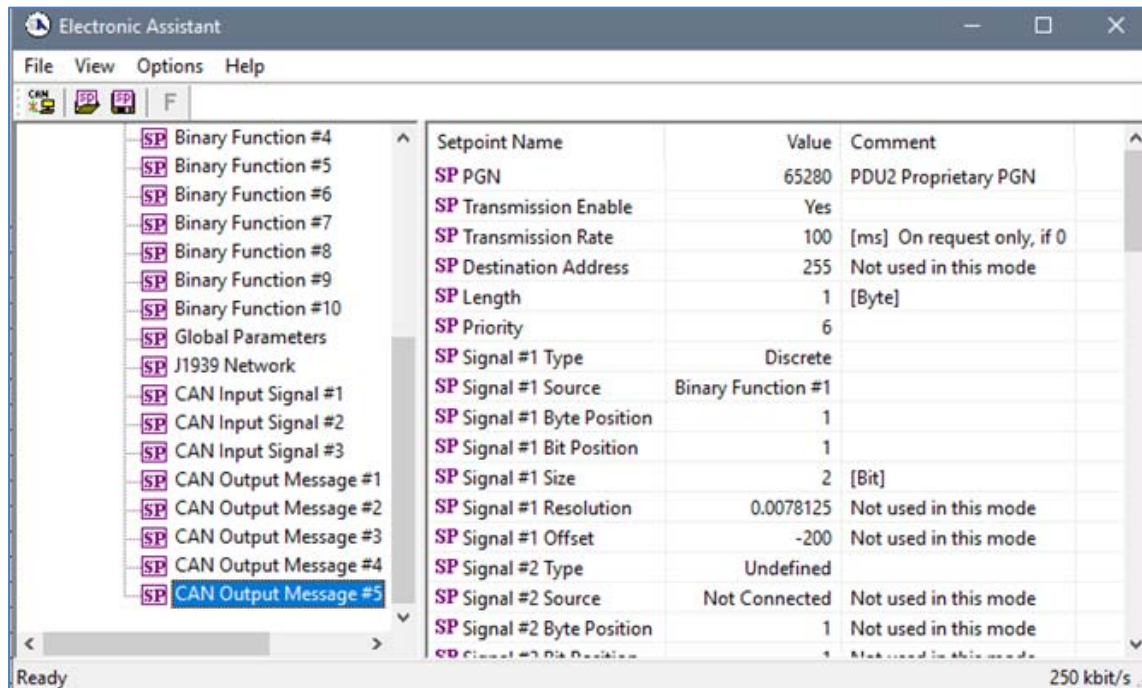 Electronic Assistant
File View Options Help
CAN SP SP F
SP Binary Function #4
SP Binary Function #5
SP Binary Function #6
SP Binary Function #7
SP Binary Function #8
SP Binary Function #9
SP Binary Function #10
SP Global Parameters
SP J1939 Network
SP CAN Input Signal #1
SP CAN Input Signal #2
SP CAN Input Signal #3
SP CAN Output Message #1
SP CAN Output Message #2
SP CAN Output Message #3
SP CAN Output Message #4
SP CAN Output Message #5
Setpoint Name Value Comment
SP PGN 65280 PDU2 Proprietary PGN
SP Transmission Enable Yes
SP Transmission Rate 100 [ms] On request only, if 0
SP Destination Address 255 Not used in this mode
SP Length 1 [Byte]
SP Priority 6
SP Signal #1 Type Discrete
SP Signal #1 Source Binary Function #1
SP Signal #1 Byte Position 1
SP Signal #1 Bit Position 1
SP Signal #1 Size 2 [Bit]
SP Signal #1 Resolution 0.0078125 Not used in this mode
SP Signal #1 Offset -200 Not used in this mode
SP Signal #2 Type Undefined
SP Signal #2 Source Not Connected Not used in this mode
SP Signal #2 Byte Position 1 Not used in this mode
Ready 250 kbit/s